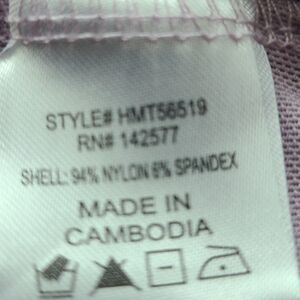 STYLE# HMT56519
RN# 142577
SHELL: 94% NYLON 6% SPANDEX
MADE IN
CAMBODIA